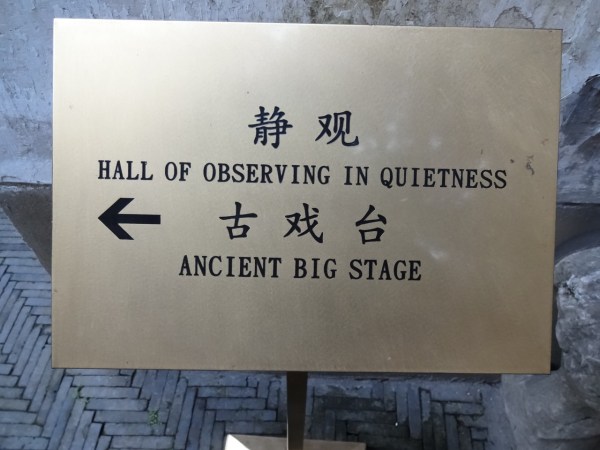 静观
HALL OF OBSERVING IN QUIETNESS
古戏台
ANCIENT BIG STAGE